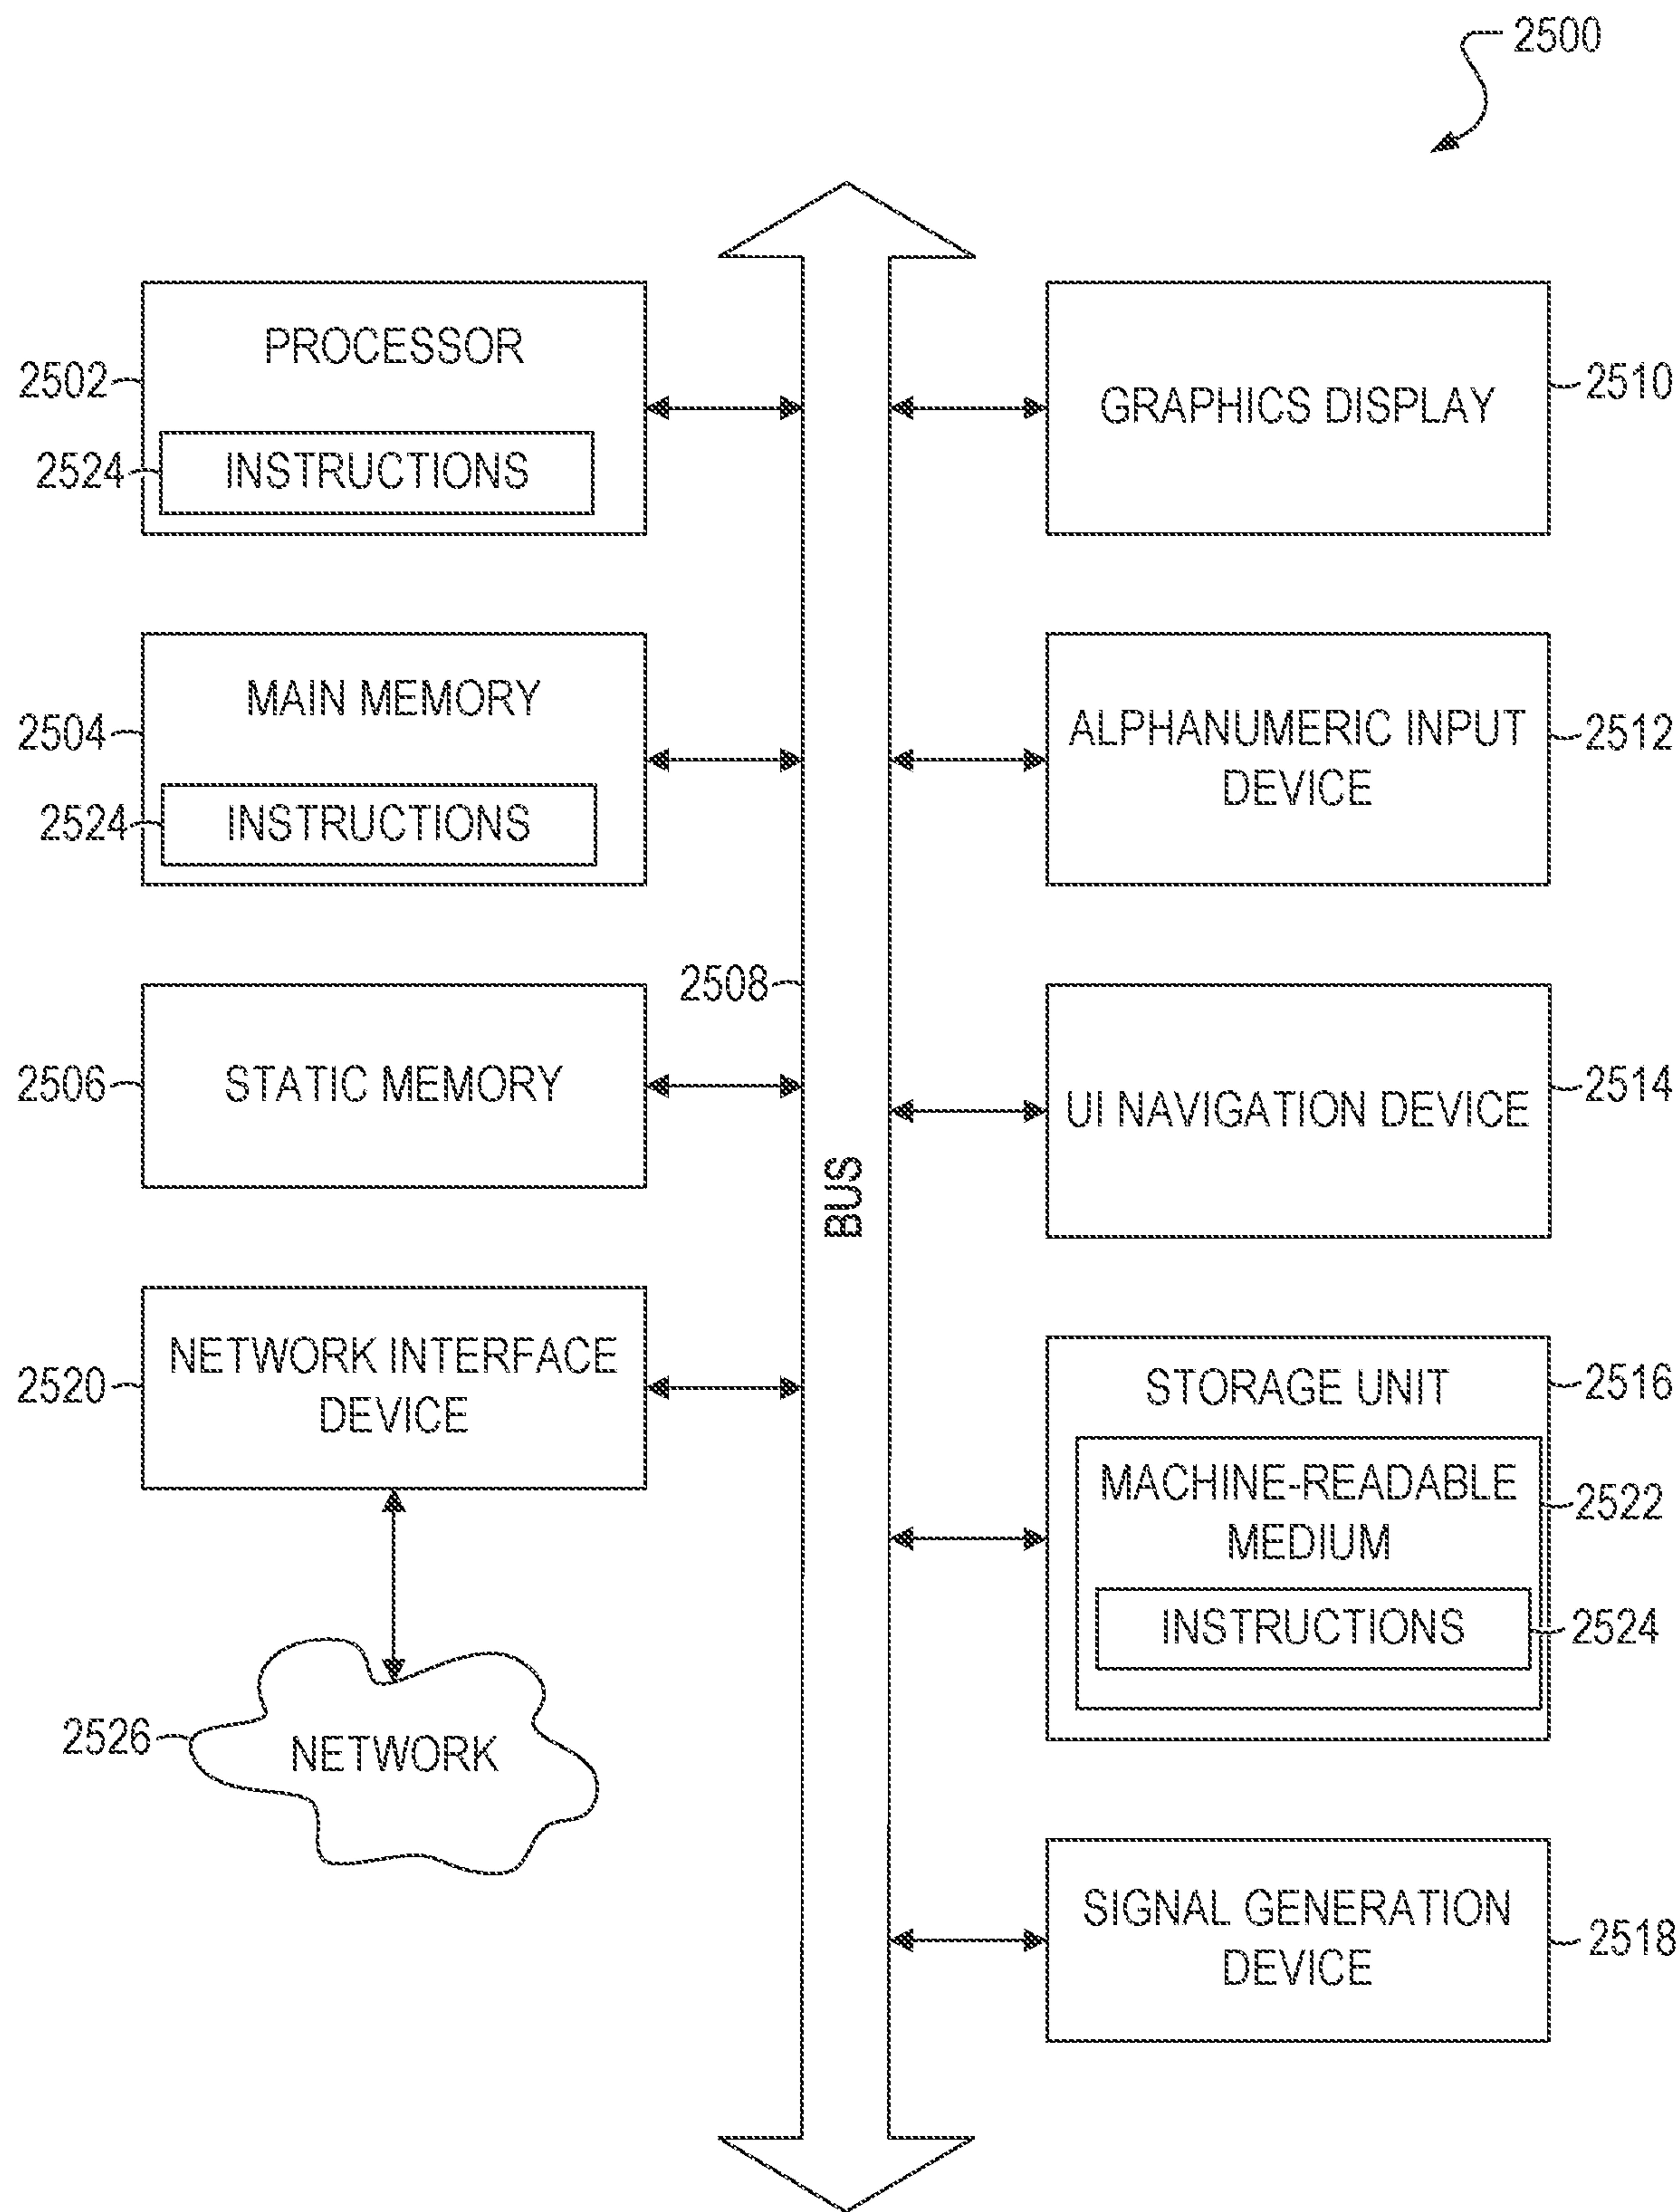 2500
PROCESSOR
2502
INSTRUCTIONS
2524
MAIN MEMORY
2504
INSTRUCTIONS
2524
STATIC MEMORY
2506
NETWORK INTERFACE
DEVICE
2520
NETWORK
2526
2508
BUS
GRAPHICS DISPLAY
2510
ALPHANUMERIC INPUT
DEVICE
2512
UI NAVIGATION DEVICE
2514
STORAGE UNIT
2516
MACHINE-READABLE
MEDIUM
2522
INSTRUCTIONS
2524
SIGNAL GENERATION
DEVICE
2518